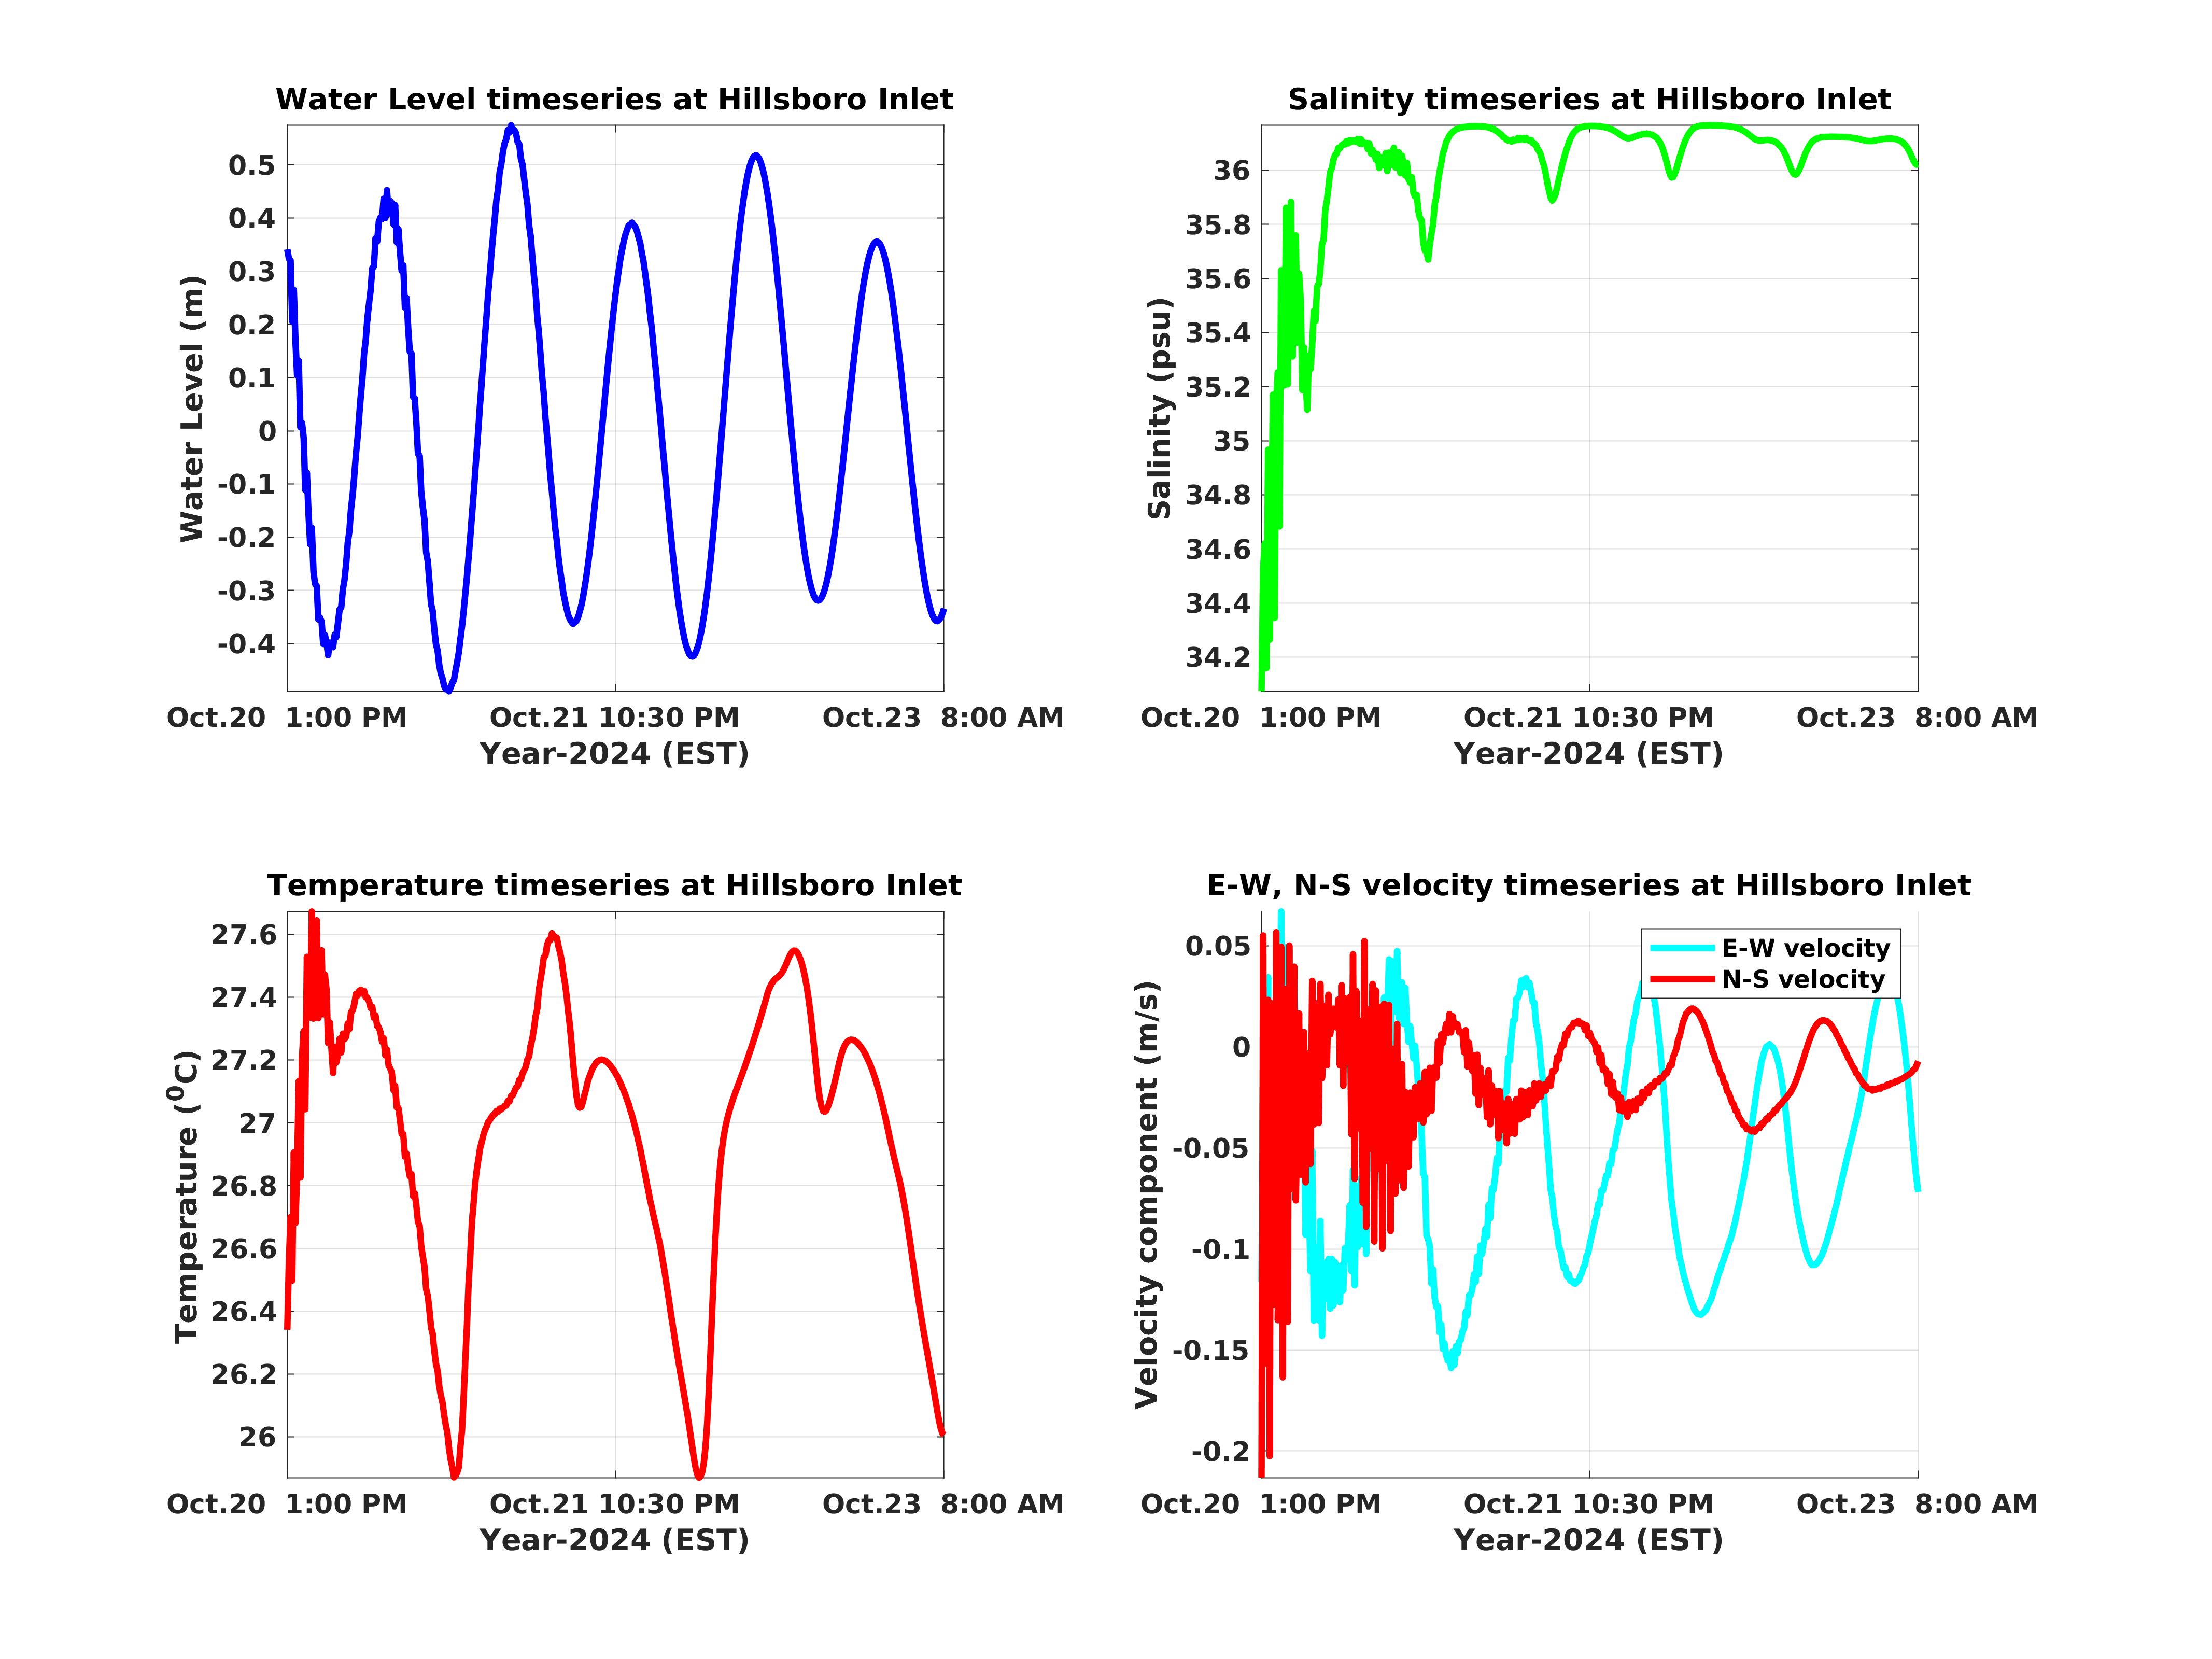 Water Level timeseries at Hillsboro Inlet
0.5
0.4
0.3
0.2
0.1
0
-0.1
-0.2
-0.3
-0.4
Water Level (m)
Oct.20 1:00 PM Oct.21 10:30 PM Oct.23 8:00 AM
Year-2024 (EST)
Salinity timeseries at Hillsboro Inlet
36
35.8
35.6
35.4
35.2
35
34.8
34.6
34.4
34.2
Salinity (psu)
Oct.20 1:00 PM Oct.21 10:30 PM Oct.23 8:00 AM
Year-2024 (EST)
Temperature timeseries at Hillsboro Inlet
27.6
27.4
27.2
27
26.8
26.6
26.4
26.2
26
Temperature (⁰C)
Oct.20 1:00 PM Oct.21 10:30 PM Oct.23 8:00 AM
Year-2024 (EST)
E-W, N-S velocity timeseries at Hillsboro Inlet
E-W velocity
N-S velocity
0.05
0
-0.05
-0.1
-0.15
-0.2
Velocity component (m/s)
Oct.20 1:00 PM Oct.21 10:30 PM Oct.23 8:00 AM
Year-2024 (EST)